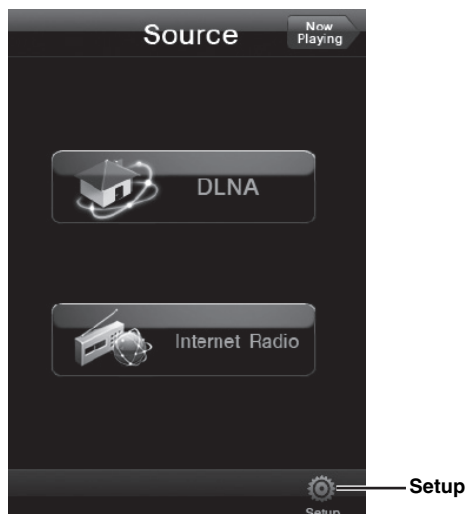 Source
Now
Playing
DLNA
Internet Radio
Setup
Setup